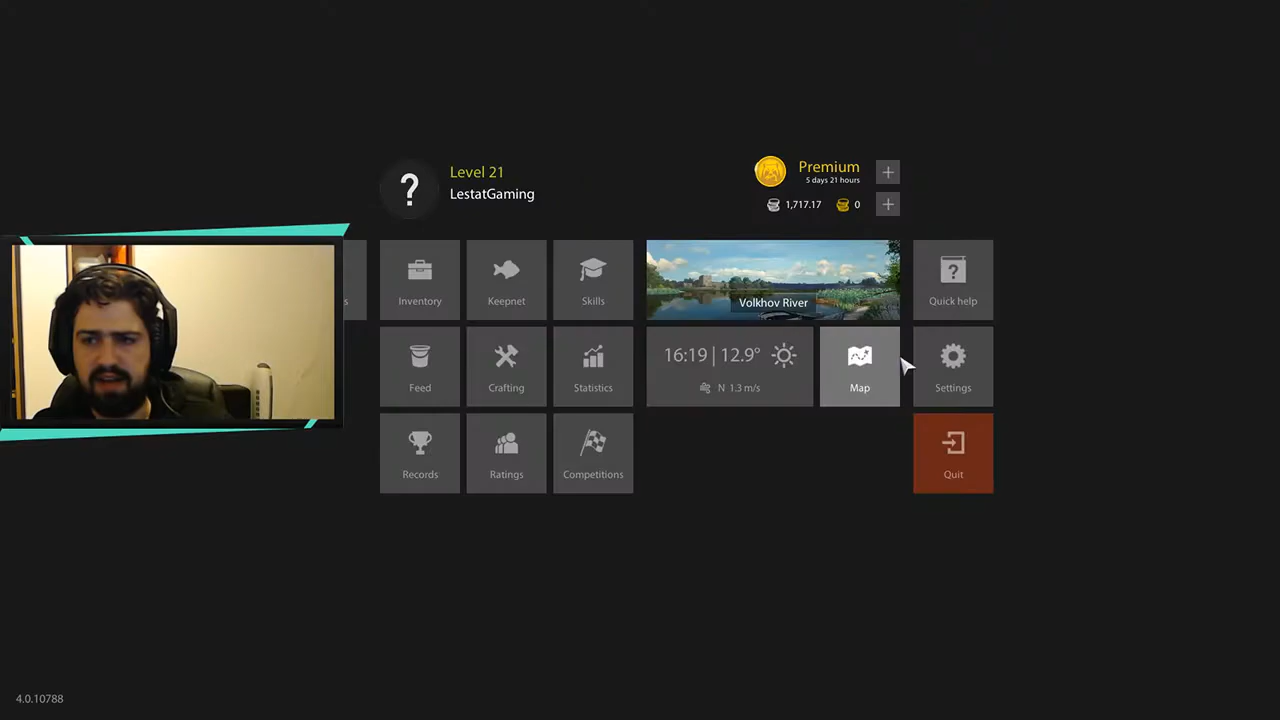 Level 21
LestatGaming
?
Premium
5 days 21 hours
+
1,717.17
0
+
s
Inventory
Keepnet
Skills
Volkhov River
?
Quick help
Feed
Crafting
Statistics
16:19 | 12.9°
N 1.3 m/s
Map
Settings
Records
Ratings
Competitions
Quit
4.0.10788